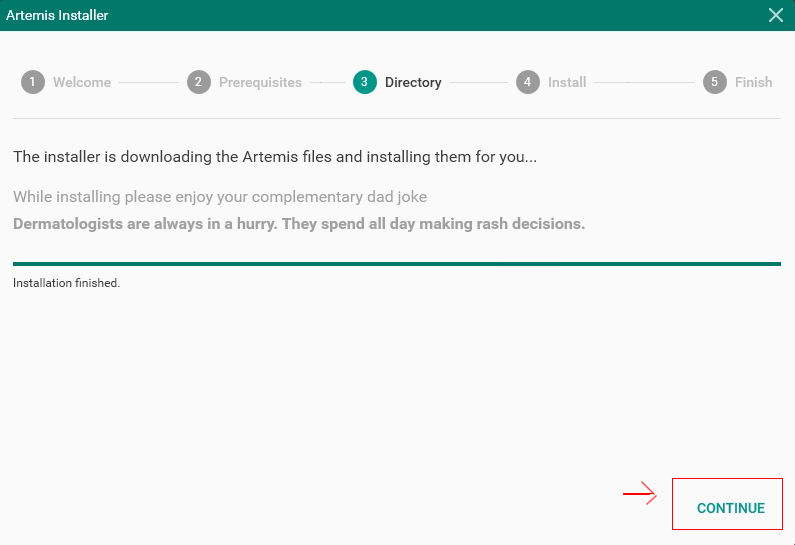 Artemis Installer
1 Welcome 2 Prerequisites 3 Directory 4 Install 5 Finish
The installer is downloading the Artemis files and installing them for you...
While installing please enjoy your complementary dad joke
Dermatologists are always in a hurry. They spend all day making rash decisions.
Installation finished.
CONTINUE